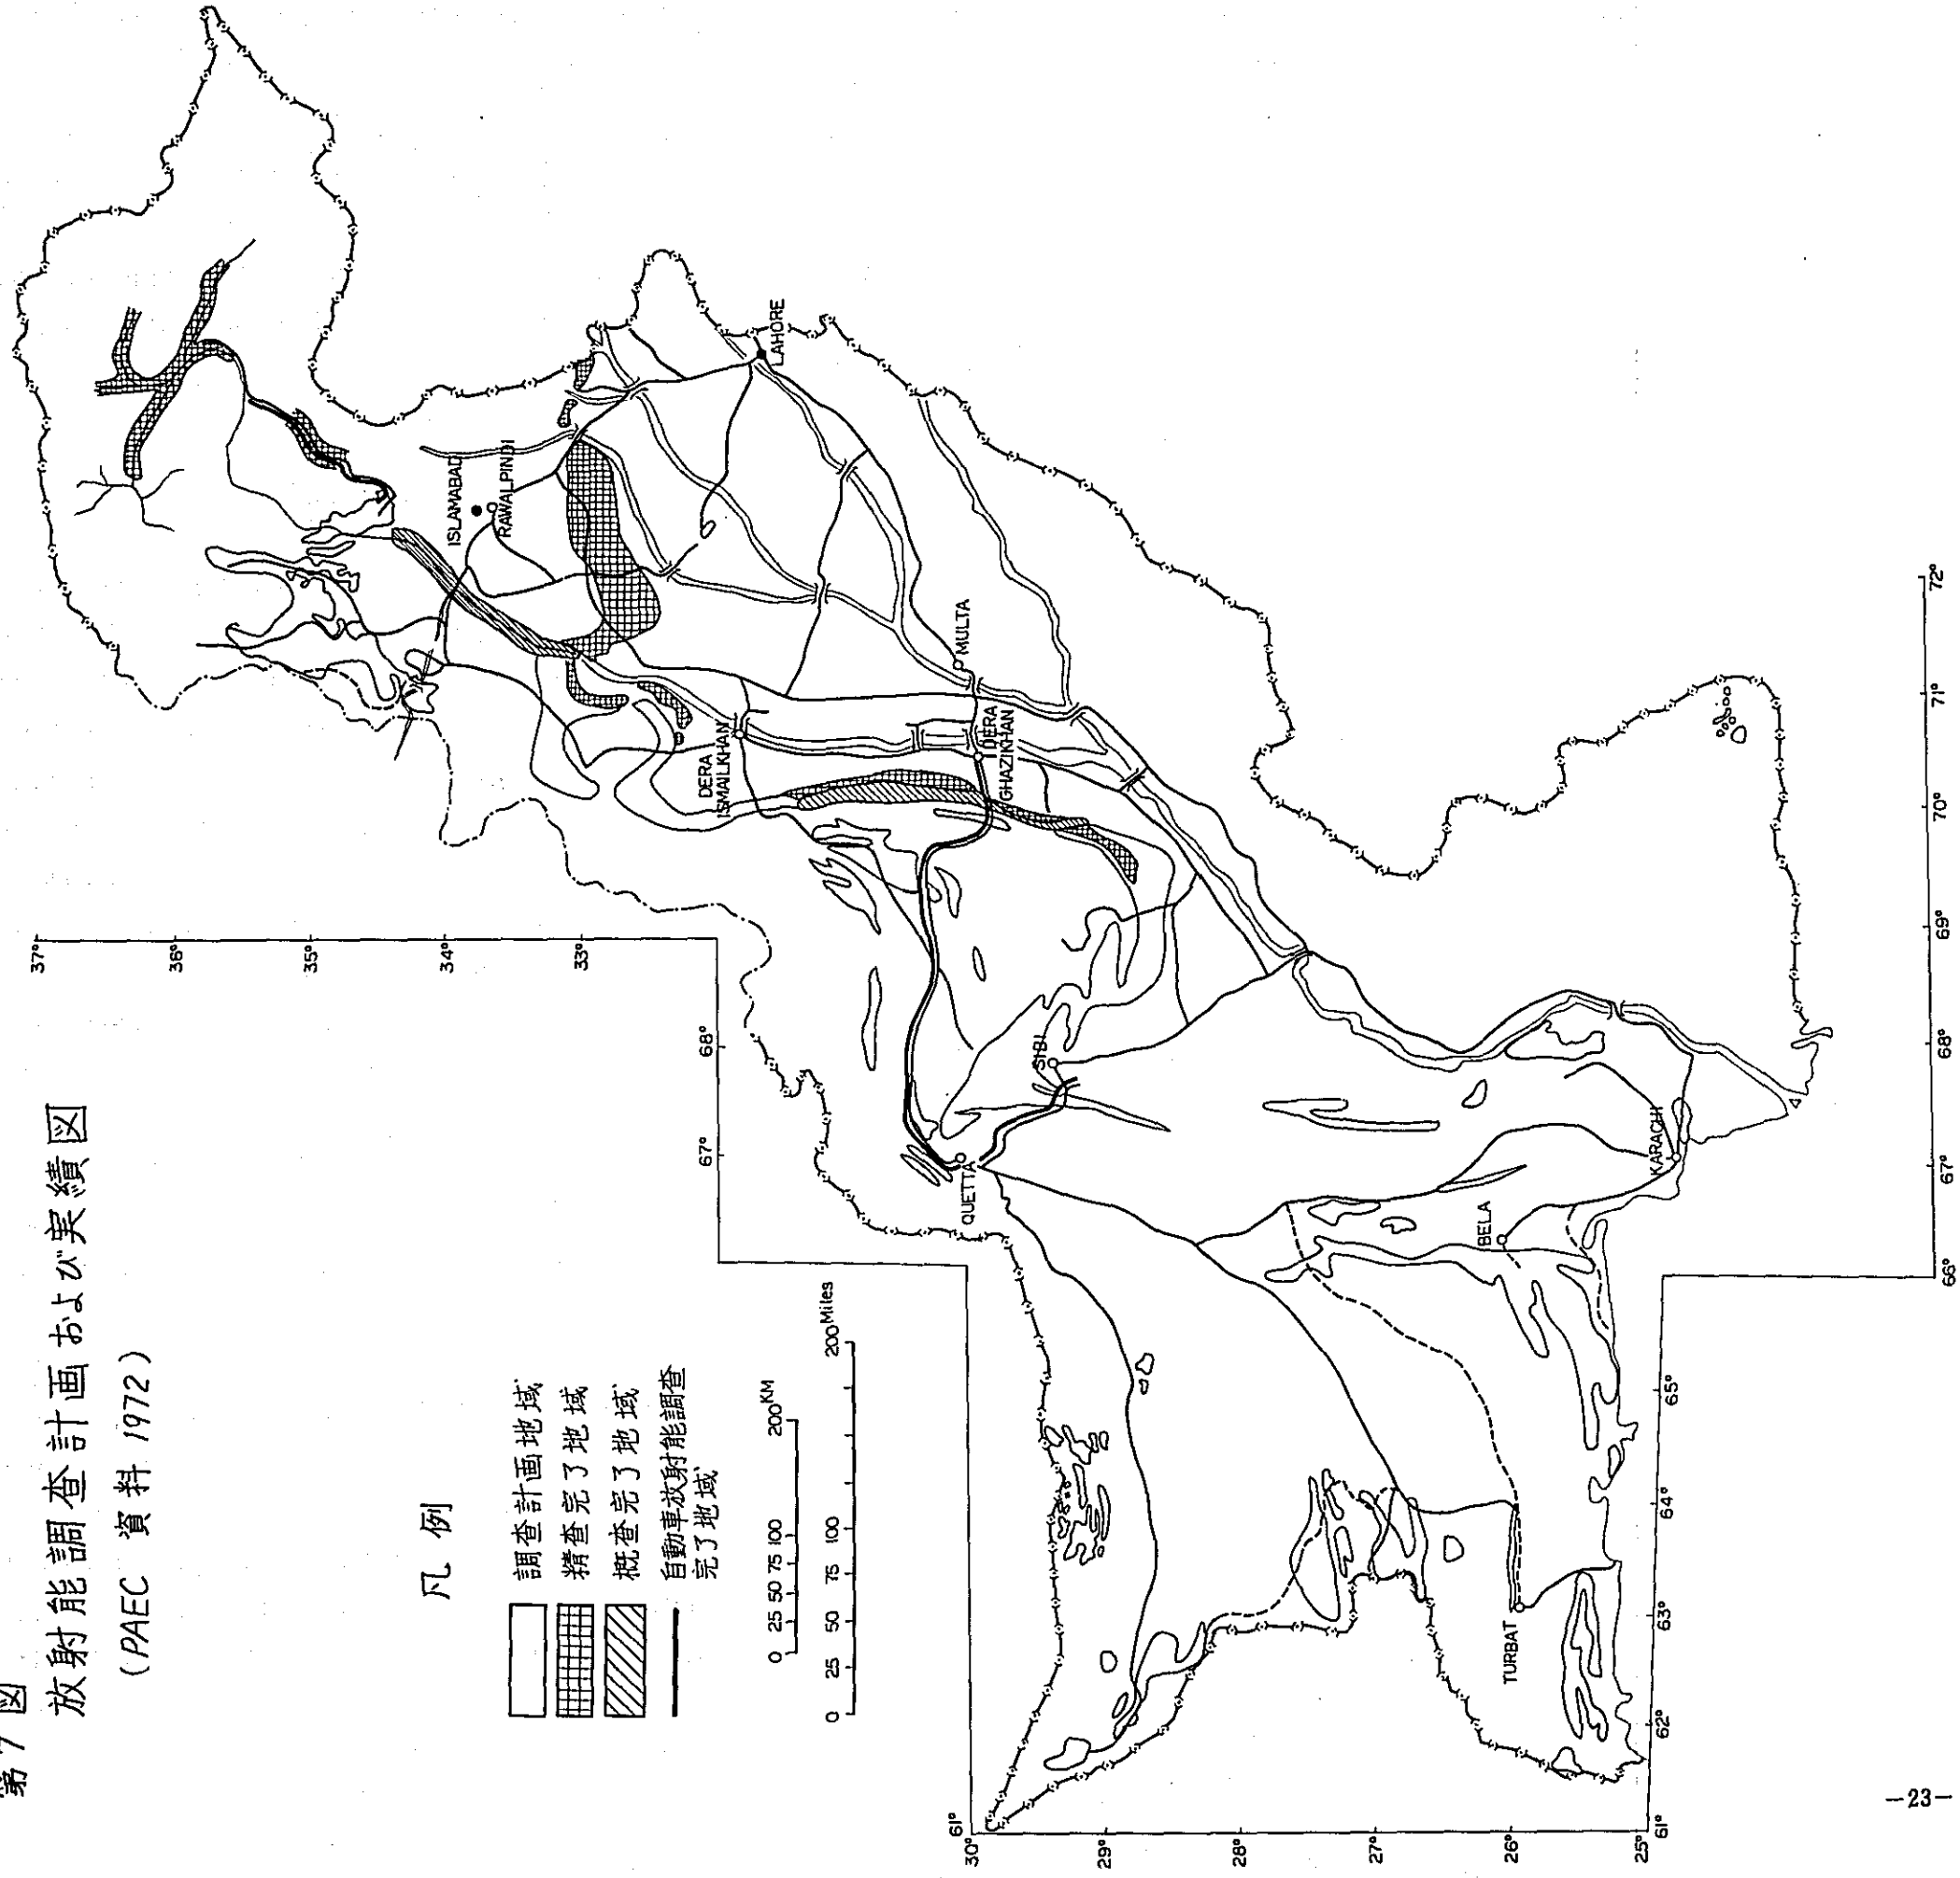 第7図
放射能調査計画および実績図
(PAEC 資料 1972)
凡例
調査計画地域
精査完了地域
概査完了地域
自動車放射能調査
完了地域
0 25 50 75 100 200KM
0 25 50 75 100 200Miles
37°
36°
35°
34°
33°
68°
67°
30°
29°
28°
27°
26°
25°
61°
61°
62°
63°
64°
65°
66°
67°
68°
69°
70°
71°
72°
ISLAMABAD
RAWALPINDI
LAHORE
MULTA
DERA
ISMAILKHAN
DERA
GHAZIKHAN
QUETTA
SIBI
KARACHI
BELA
TURBAT
-23-